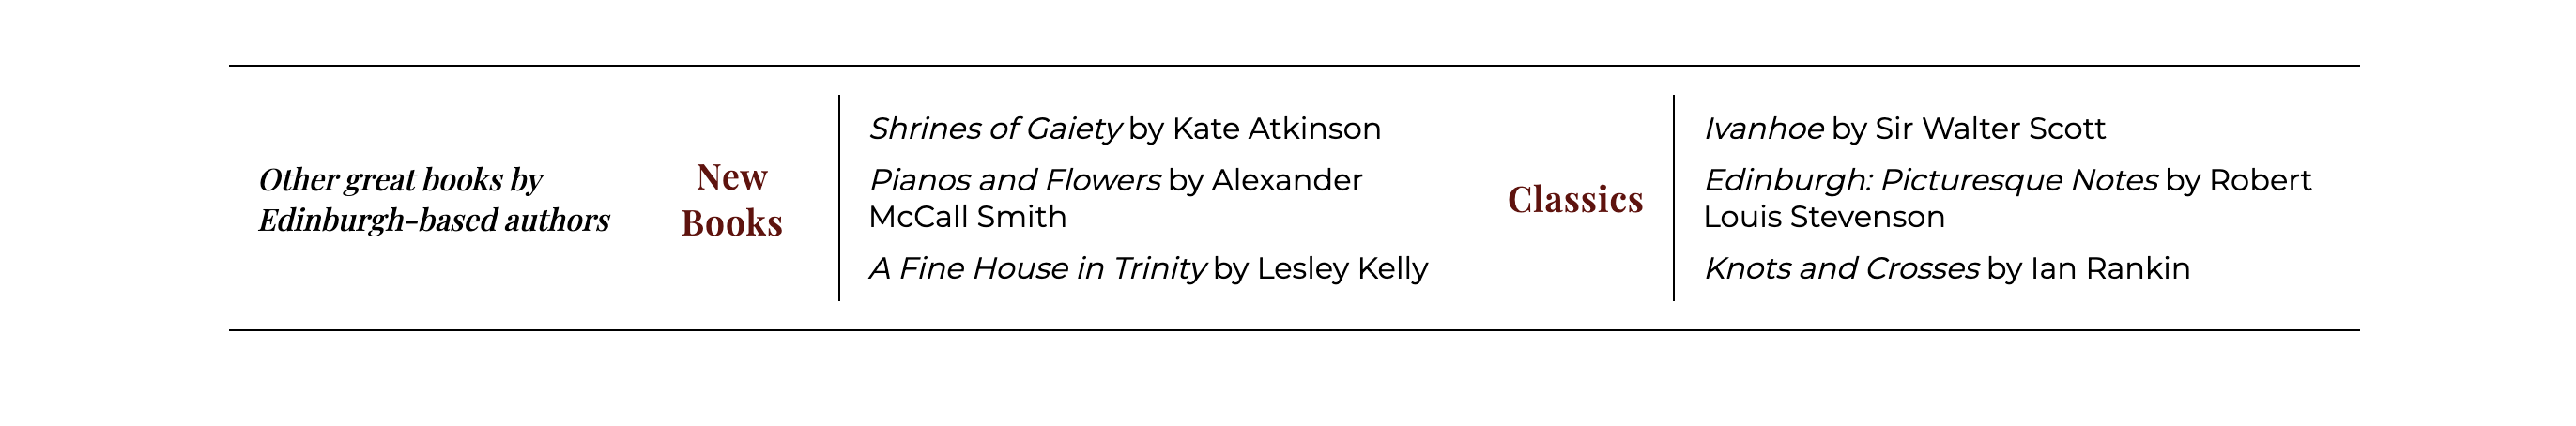 Other great books by
Edinburgh-based authors
New
Books
Shrines of Gaiety by Kate Atkinson
Pianos and Flowers by Alexander
McCall Smith
A Fine House in Trinity by Lesley Kelly
Classics
Ivanhoe by Sir Walter Scott
Edinburgh: Picturesque Notes by Robert
Louis Stevenson
Knots and Crosses by Ian Rankin